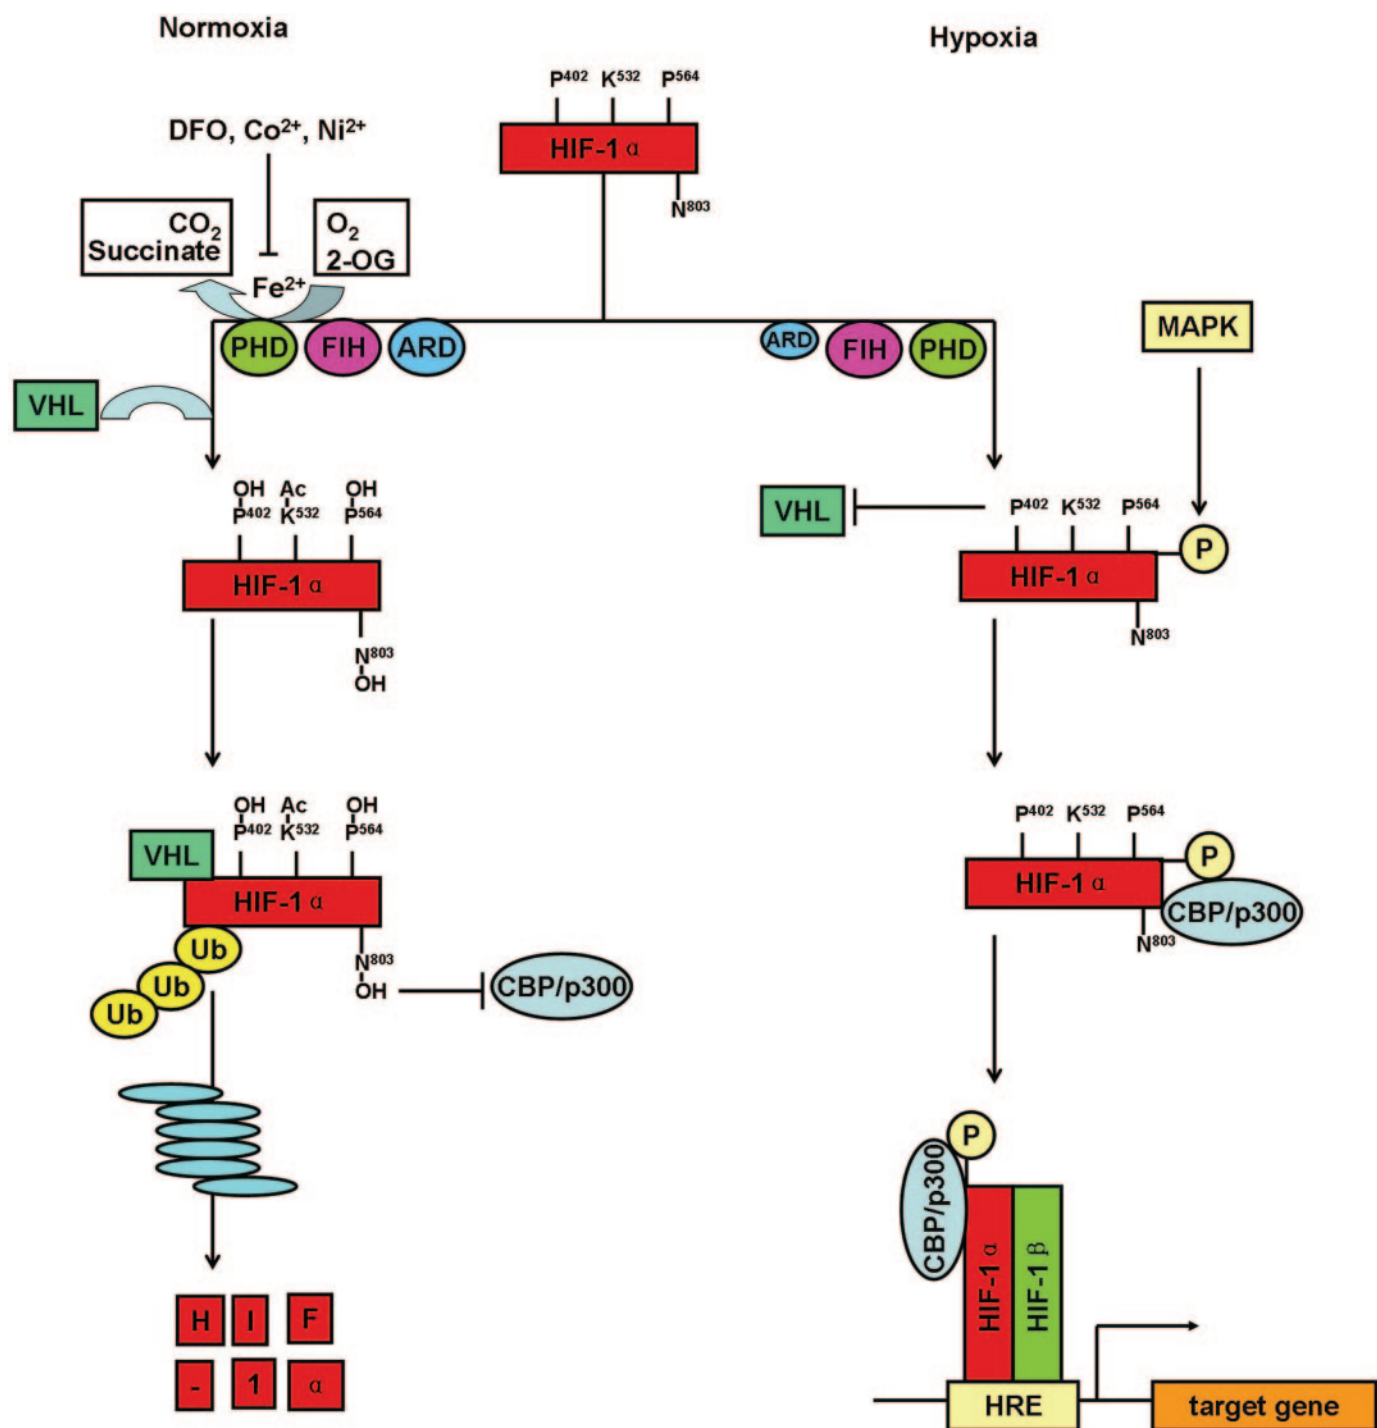 Normoxia
Hypoxia
P402 K532 P564
HIF-1 α
N803
DFO, Co2+, Ni2+
CO2
Succinate
O2
2-OG
Fe2+
PHD
FIH
ARD
ARD
FIH
PHD
MAPK
VHL
OH Ac OH
P402 K532 P564
HIF-1 α
N803
OH
VHL
P402 K532 P564
P
HIF-1 α
N803
OH Ac OH
P402 K532 P564
VHL
HIF-1 α
Ub
Ub
Ub
N803
OH
CBP/p300
P402 K532 P564
P
HIF-1 α
CBP/p300
N803
P
CBP/p300
HIF-1 α
HIF-1 β
H I F
- 1 α
HRE
target gene